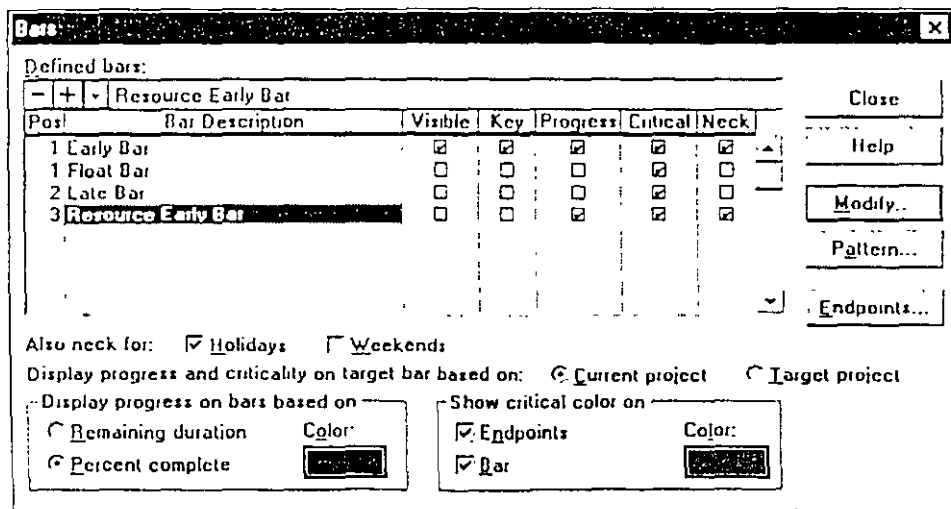 Bars
Defined bars:
Resource Early Bar
Pos Bar Description Visible Key Progress Critical Neck
1 Early Bar
1 Float Bar
2 Late Bar
3 Resource Early Bar
Close
Help
Modify..
Pattern...
Endpoints...
Also neck for: Holidays Weekends
Display progress and criticality on target bar based on: Current project Target project
Display progress on bars based on
Remaining duration Color:
Percent complete
Show critical color on
Endpoints Color:
Bar